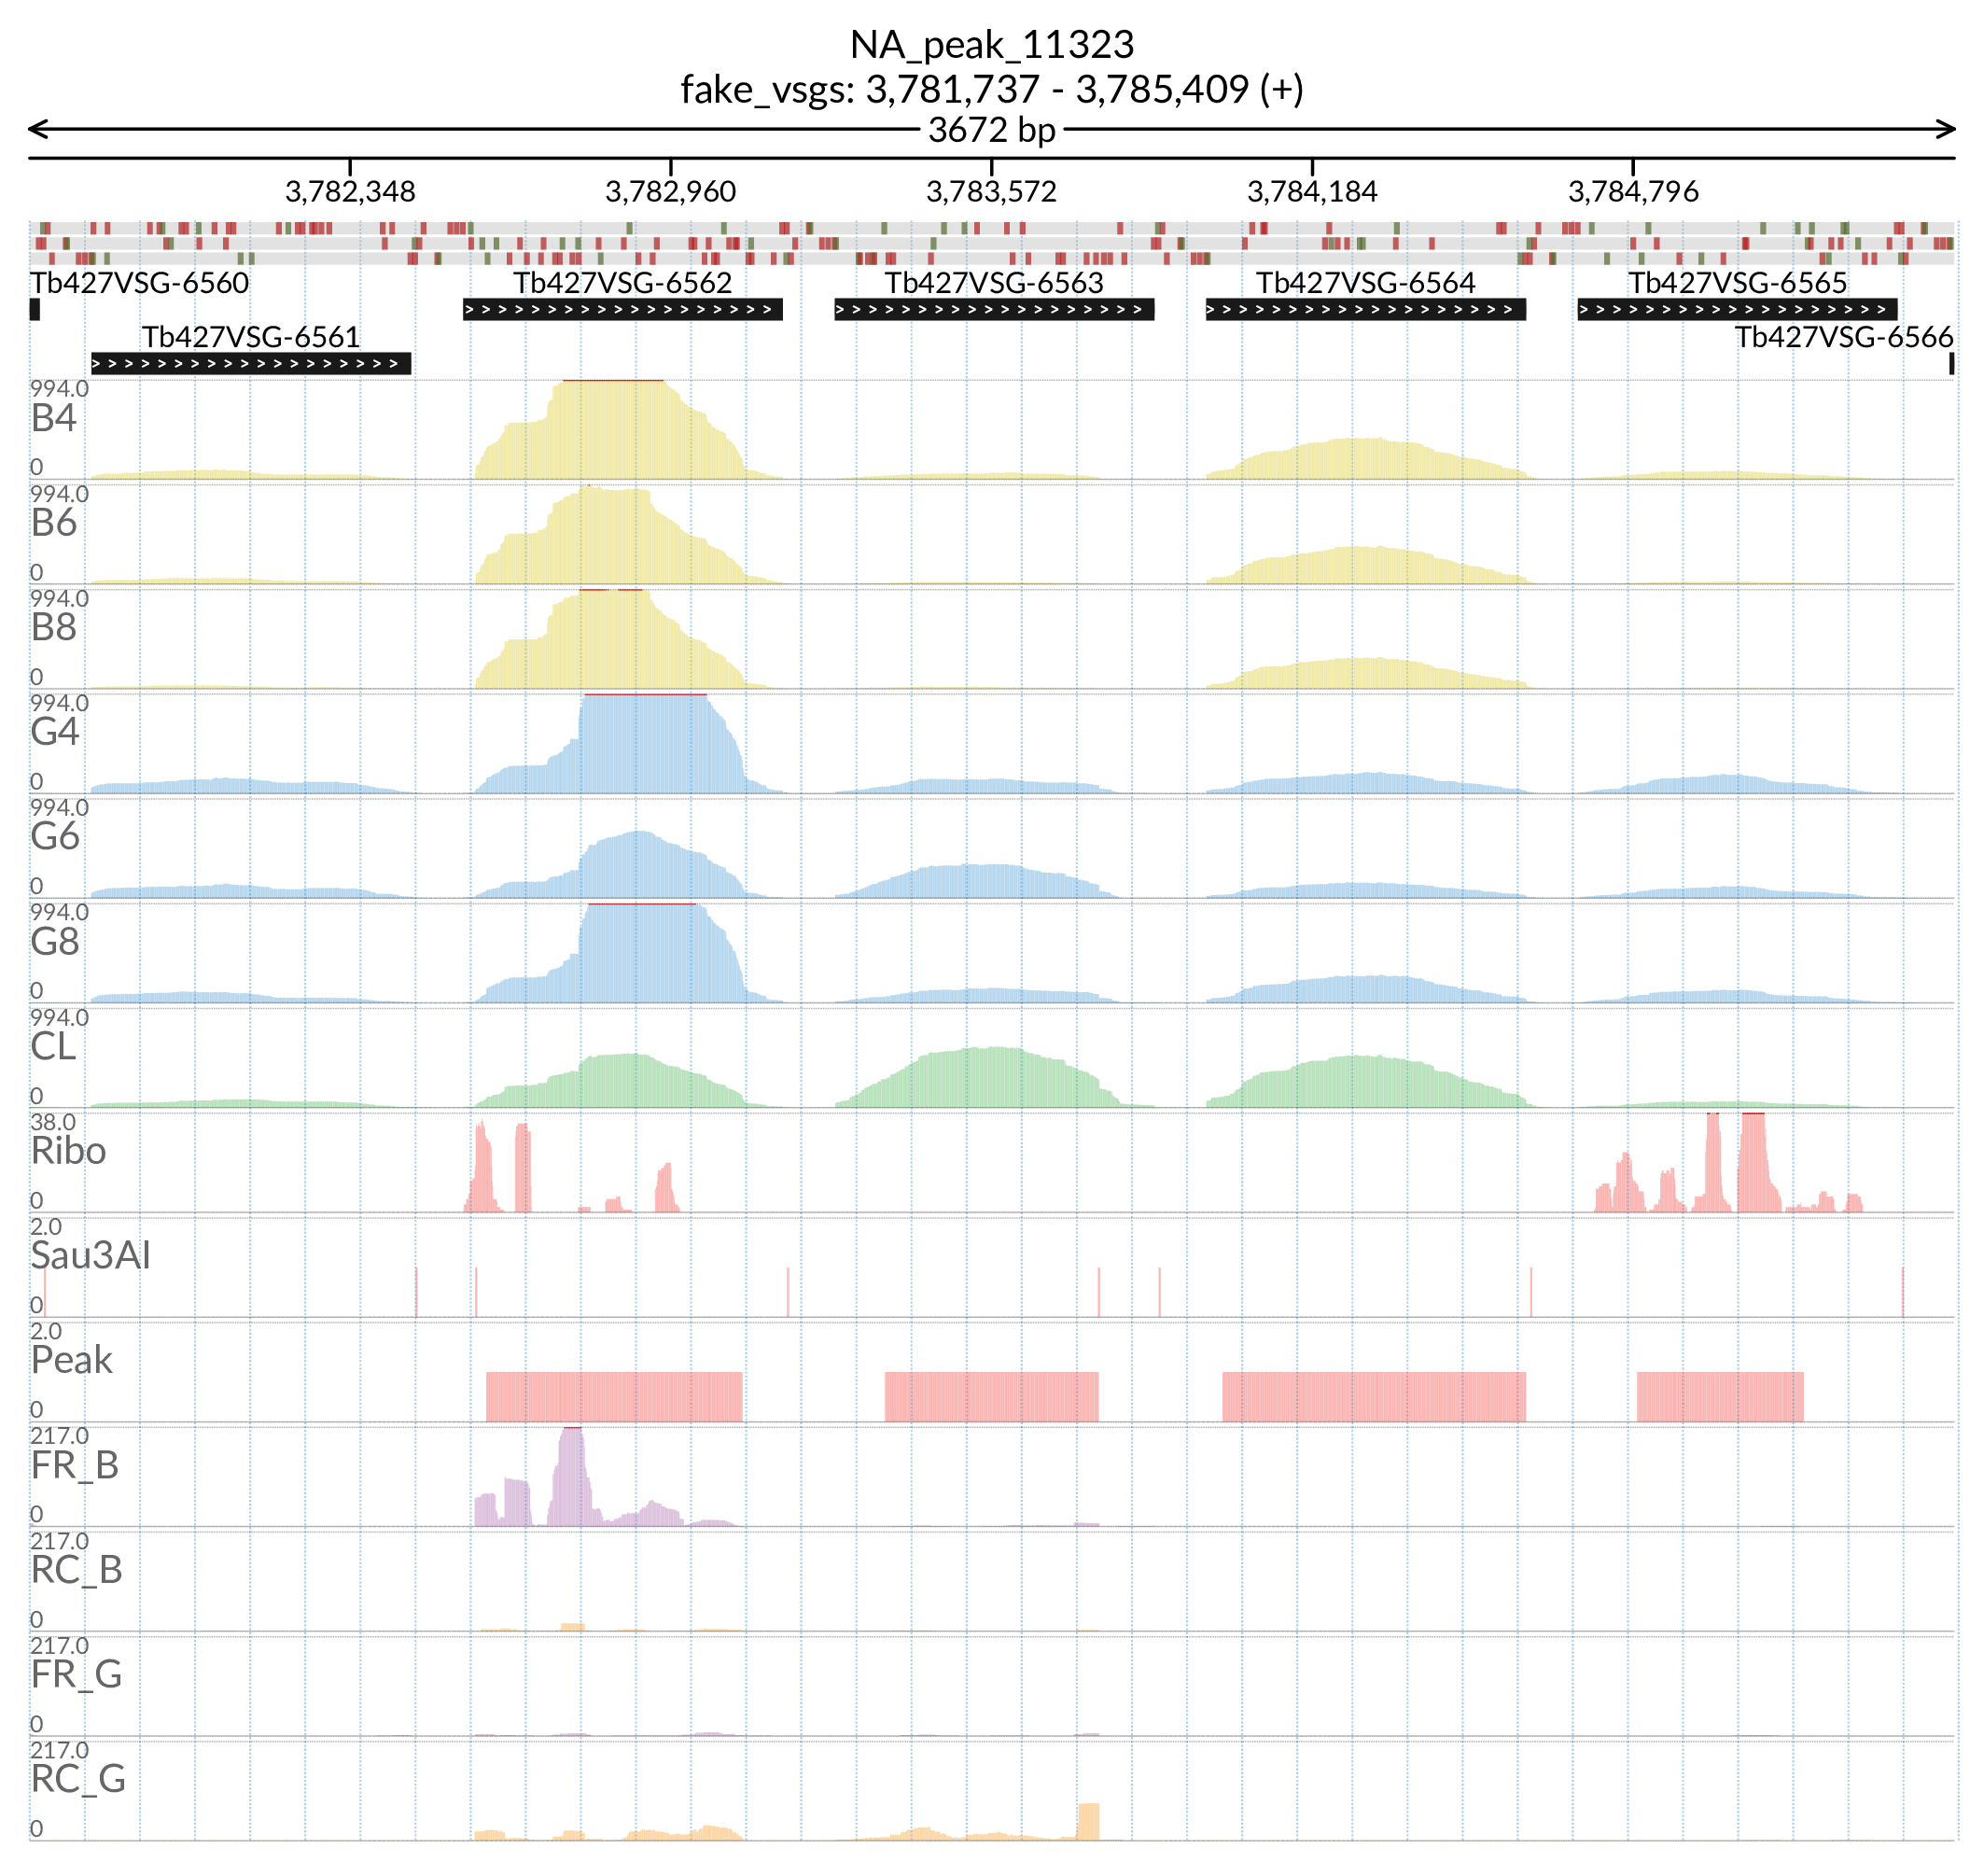 NA_peak_11323
fake_vsgs: 3,781,737 - 3,785,409 (+)
3672 bp
3,782,348 3,782,960 3,783,572 3,784,184 3,784,796
Tb427VSG-6560 Tb427VSG-6562 Tb427VSG-6563 Tb427VSG-6564 Tb427VSG-6565
Tb427VSG-6561 Tb427VSG-6566
994.0
B4
0
994.0
B6
0
994.0
B8
0
994.0
G4
0
994.0
G6
0
994.0
G8
0
994.0
CL
0
38.0
Ribo
0
2.0
Sau3AI
0
2.0
Peak
0
217.0
FR_B
0
217.0
RC_B
0
217.0
FR_G
0
217.0
RC_G
0